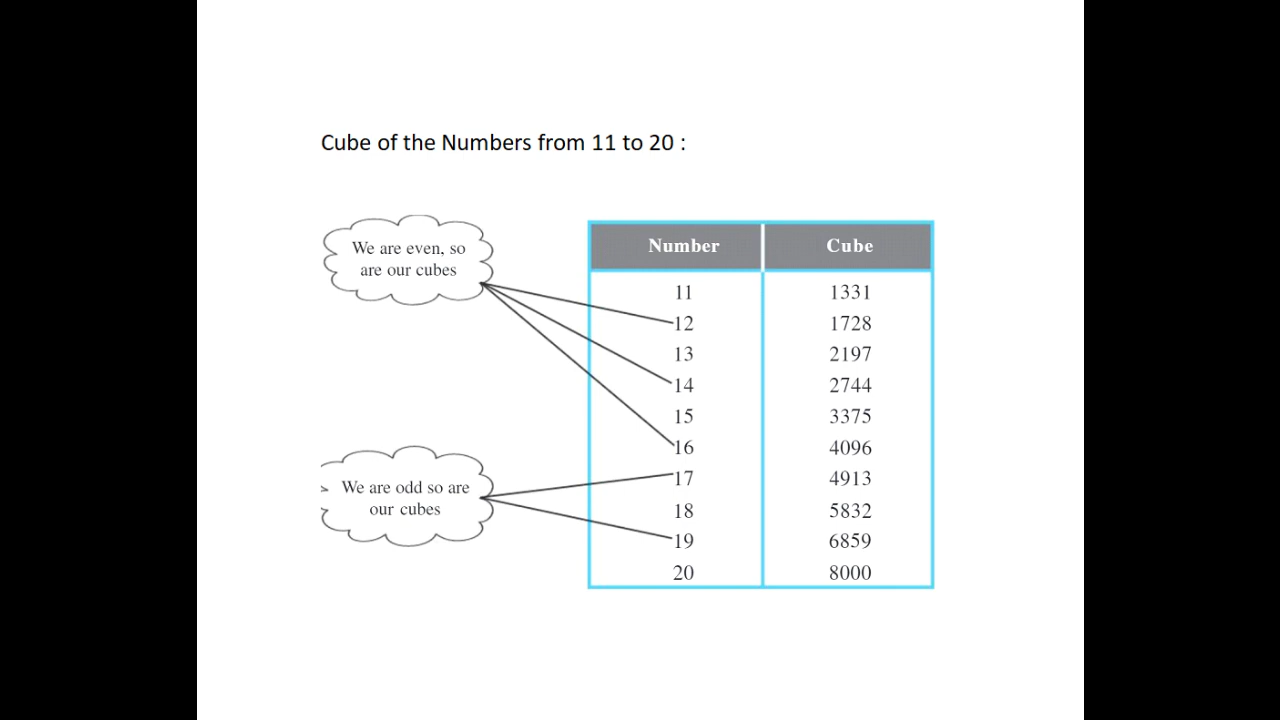 Cube of the Numbers from 11 to 20 :
We are even, so
are our cubes
We are odd so are
our cubes
Number Cube
11 1331
12 1728
13 2197
14 2744
15 3375
16 4096
17 4913
18 5832
19 6859
20 8000